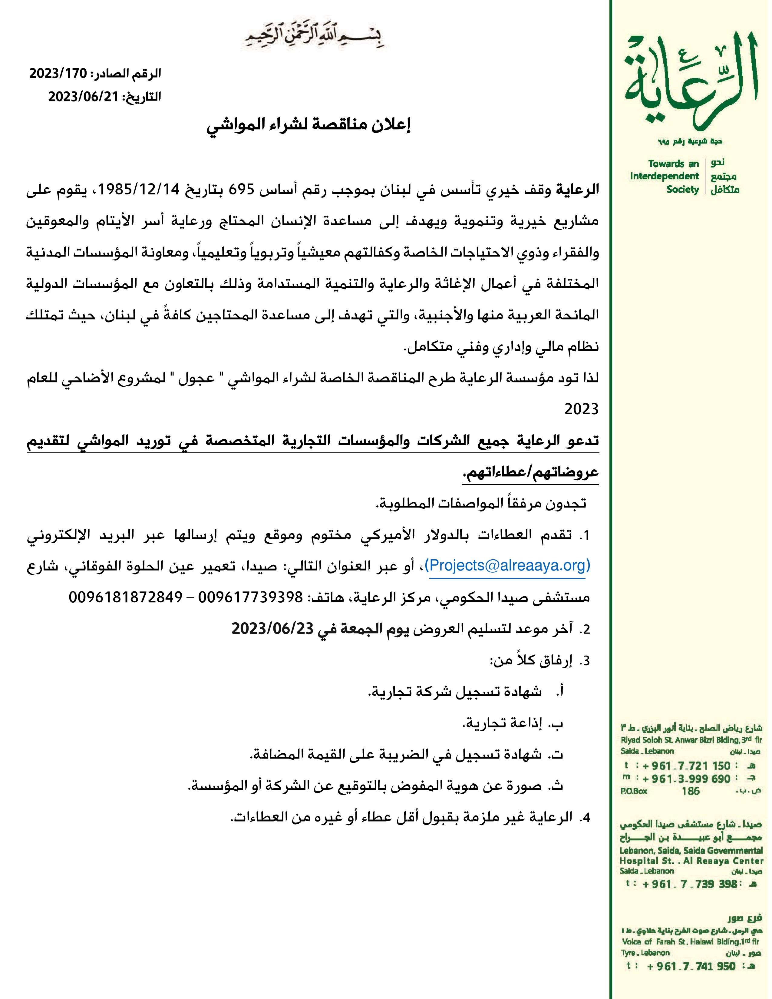 بسم الله الرحمن الرحيم
الرقم الصادر: 2023/170
التاريخ: 2023/06/21
إعلان مناقصة لشراء المواشي
الرعاية وقف خيري تأسس في لبنان بموجب رقم أساس 695 بتاريخ 1985/12/14، يقوم على
مشاريع خيرية وتنموية ويهدف إلى مساعدة الإنسان المحتاج ورعاية أسر الأيتام والمعوقين
والفقراء وذوي الاحتياجات الخاصة وكفالتهم معيشياً وتربوياً وتعليمياً، ومعاونة المؤسسات المدنية
المختلفة في أعمال الإغاثة والرعاية والتنمية المستدامة وذلك بالتعاون مع المؤسسات الدولية
المانحة العربية منها والأجنبية، والتي تهدف إلى مساعدة المحتاجين كافةً في لبنان، حيث تمتلك
نظام مالي وإداري وفني متكامل.
لذا تود مؤسسة الرعاية طرح المناقصة الخاصة لشراء المواشي " عجول " لمشروع الأضاحي للعام
2023
تدعو الرعاية جميع الشركات والمؤسسات التجارية المتخصصة في توريد المواشي لتقديم
عروضاتهم/عطاءاتهم.
تجدون مرفقاً المواصفات المطلوبة.
1. تقدم العطاءات بالدولار الأميركي مختوم وموقع ويتم إرسالها عبر البريد الإلكتروني
(Projects@alreaaya.org)، أو عبر العنوان التالي: صيدا، تعمير عين الحلوة الفوقاني، شارع
مستشفى صيدا الحكومي، مركز الرعاية، هاتف: 009617739398 – 0096181872849
2. آخر موعد لتسليم العروض يوم الجمعة في 2023/06/23
3. إرفاق كلاً من:
أ. شهادة تسجيل شركة تجارية.
ب. إذاعة تجارية.
ت. شهادة تسجيل في الضريبة على القيمة المضافة.
ث. صورة عن هوية المفوض بالتوقيع عن الشركة أو المؤسسة.
4. الرعاية غير ملزمة بقبول أقل عطاء أو غيره من العطاءات.
الرعاية
حجة شرعية رقم ٦٩٥
نحو
مجتمع
متكافل
Towards an
Interdependent
Society
شارع رياض الصلح - بناية أنور البزري - ط ٣
Riyad Soloh St. Anwar Bizri Blding, 3rd flr
Saida - Lebanon صيدا - لبنان
t : + 961 - 7 - 721 150 : هـ
m : + 961 - 3 - 999 690 : جـ
P.O.Box 186 ص.ب.
صيدا - شارع مستشفى صيدا الحكومي
مجمـــع أبو عبيـــدة بن الجـــراح
Lebanon, Saida, Saida Governmental
Hospital St. . Al Reaaya Center
Saida - Lebanon صيدا - لبنان
t : + 961 - 7 - 739 398 : هـ
فرع صور
حي الرمل - شارع صوت الفرح بناية حلاوي - ط ١
Voice of Farah St, Halawi Blding,1rd flr
Tyre - Lebanon صور - لبنان
t : + 961 - 7 - 741 950 : هـ